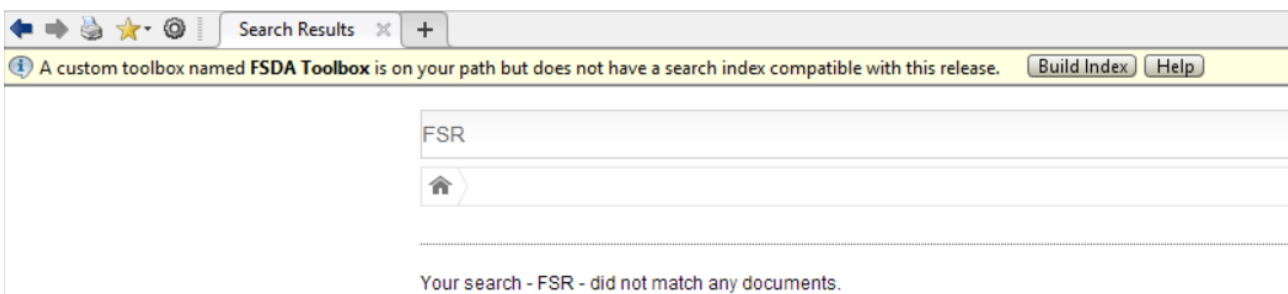 Search Results
A custom toolbox named FSDA Toolbox is on your path but does not have a search index compatible with this release. Build Index Help
FSR
Your search - FSR - did not match any documents.